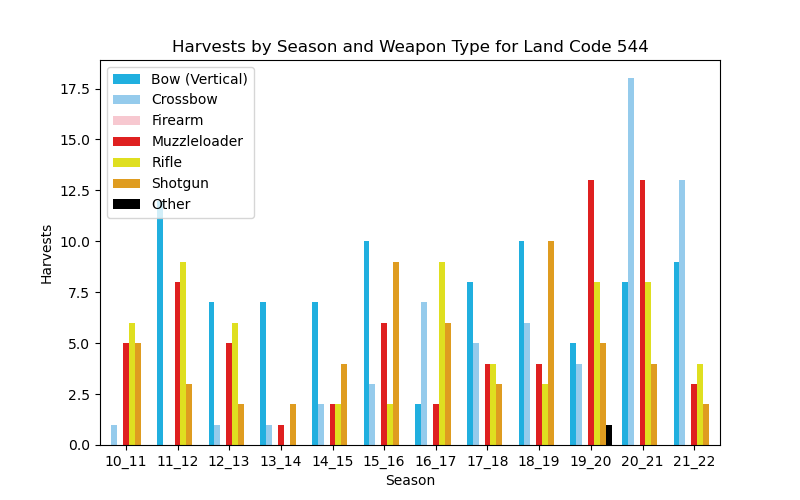 Harvests by Season and Weapon Type for Land Code 544
Bow (Vertical)
Crossbow
Firearm
Muzzleloader
Rifle
Shotgun
Other
17.5
15.0
12.5
10.0
7.5
5.0
2.5
0.0
Harvests
10_11 11_12 12_13 13_14 14_15 15_16 16_17 17_18 18_19 19_20 20_21 21_22
Season